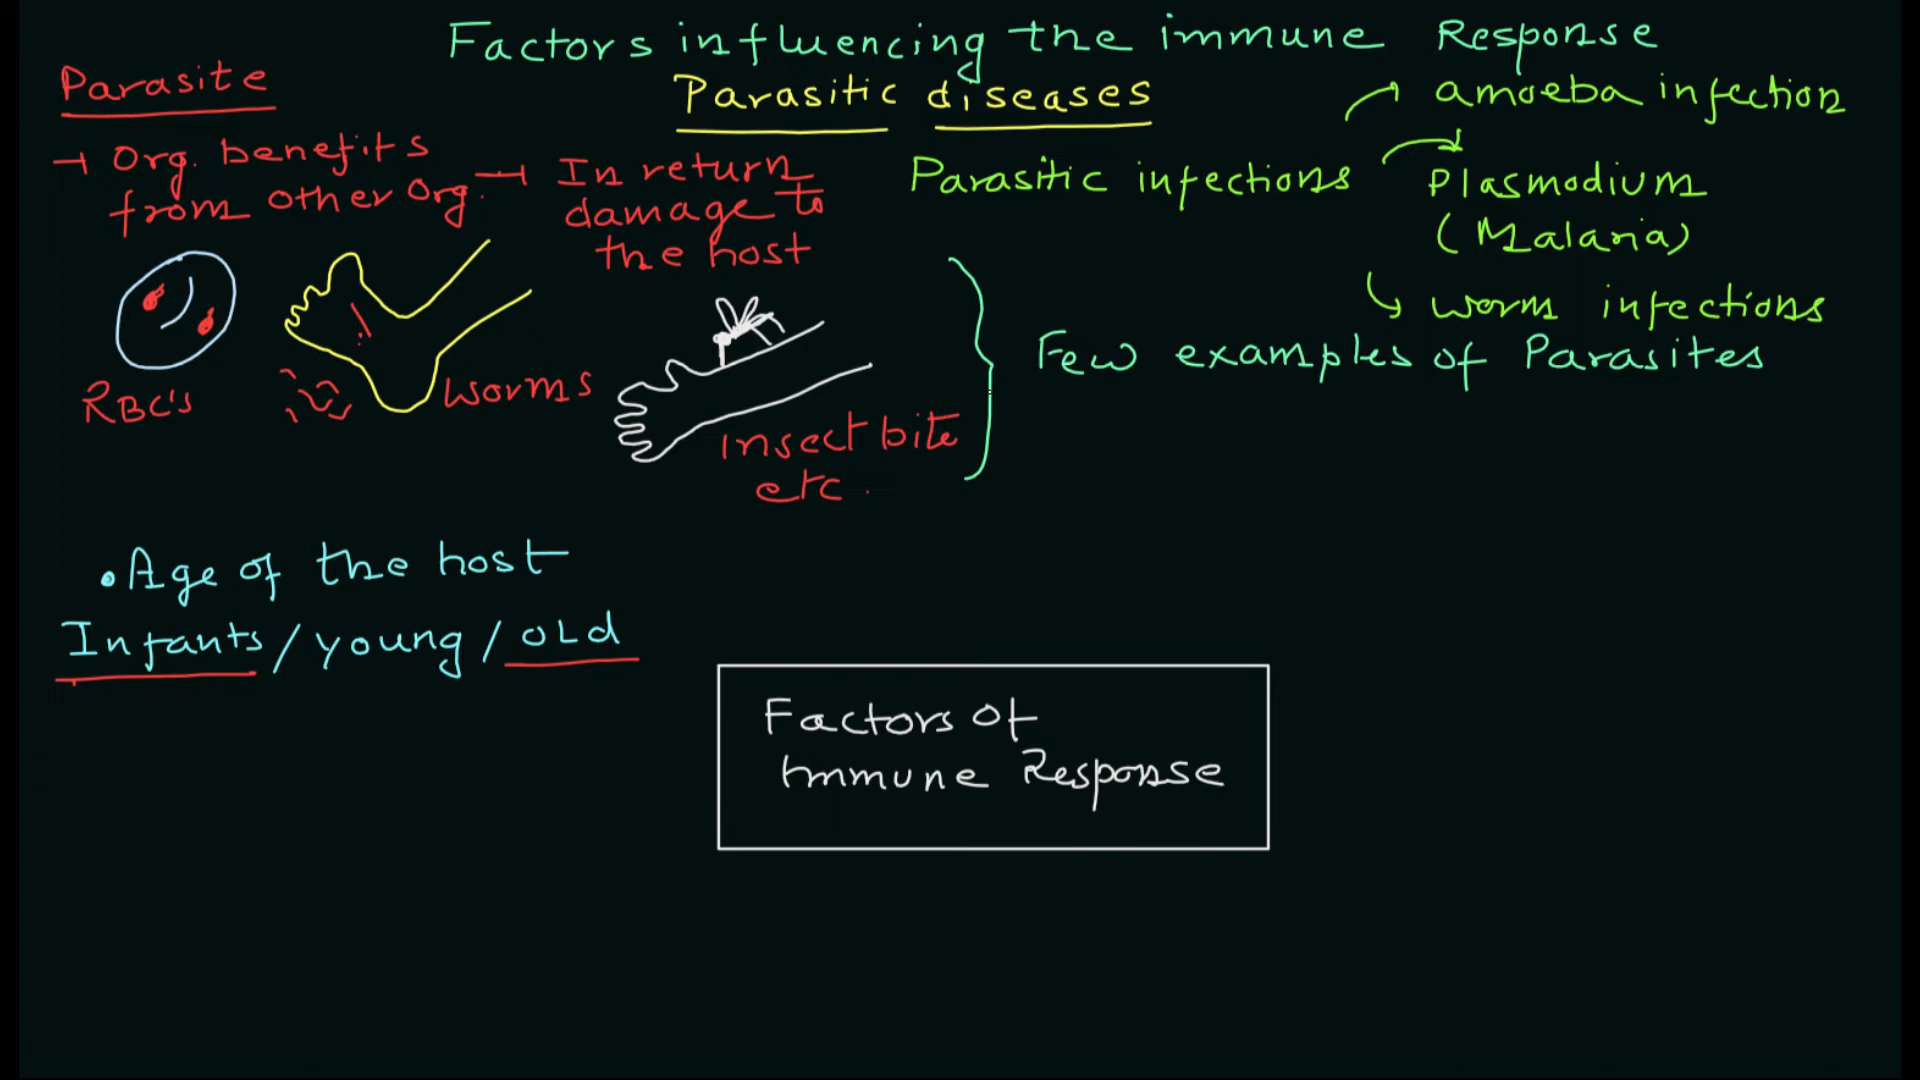 Factors influencing the immune Response
Parasitic diseases
Parasite
→ Org. benefits
from other Org.
→ In return
damage to
the host
RBC's
Worms
Insect bite
etc.
Parasitic infections
amoeba infection
Plasmodium
(Malaria)
worm infections
Few examples of Parasites
• Age of the host
Infants / young / old
Factors of
Immune Response